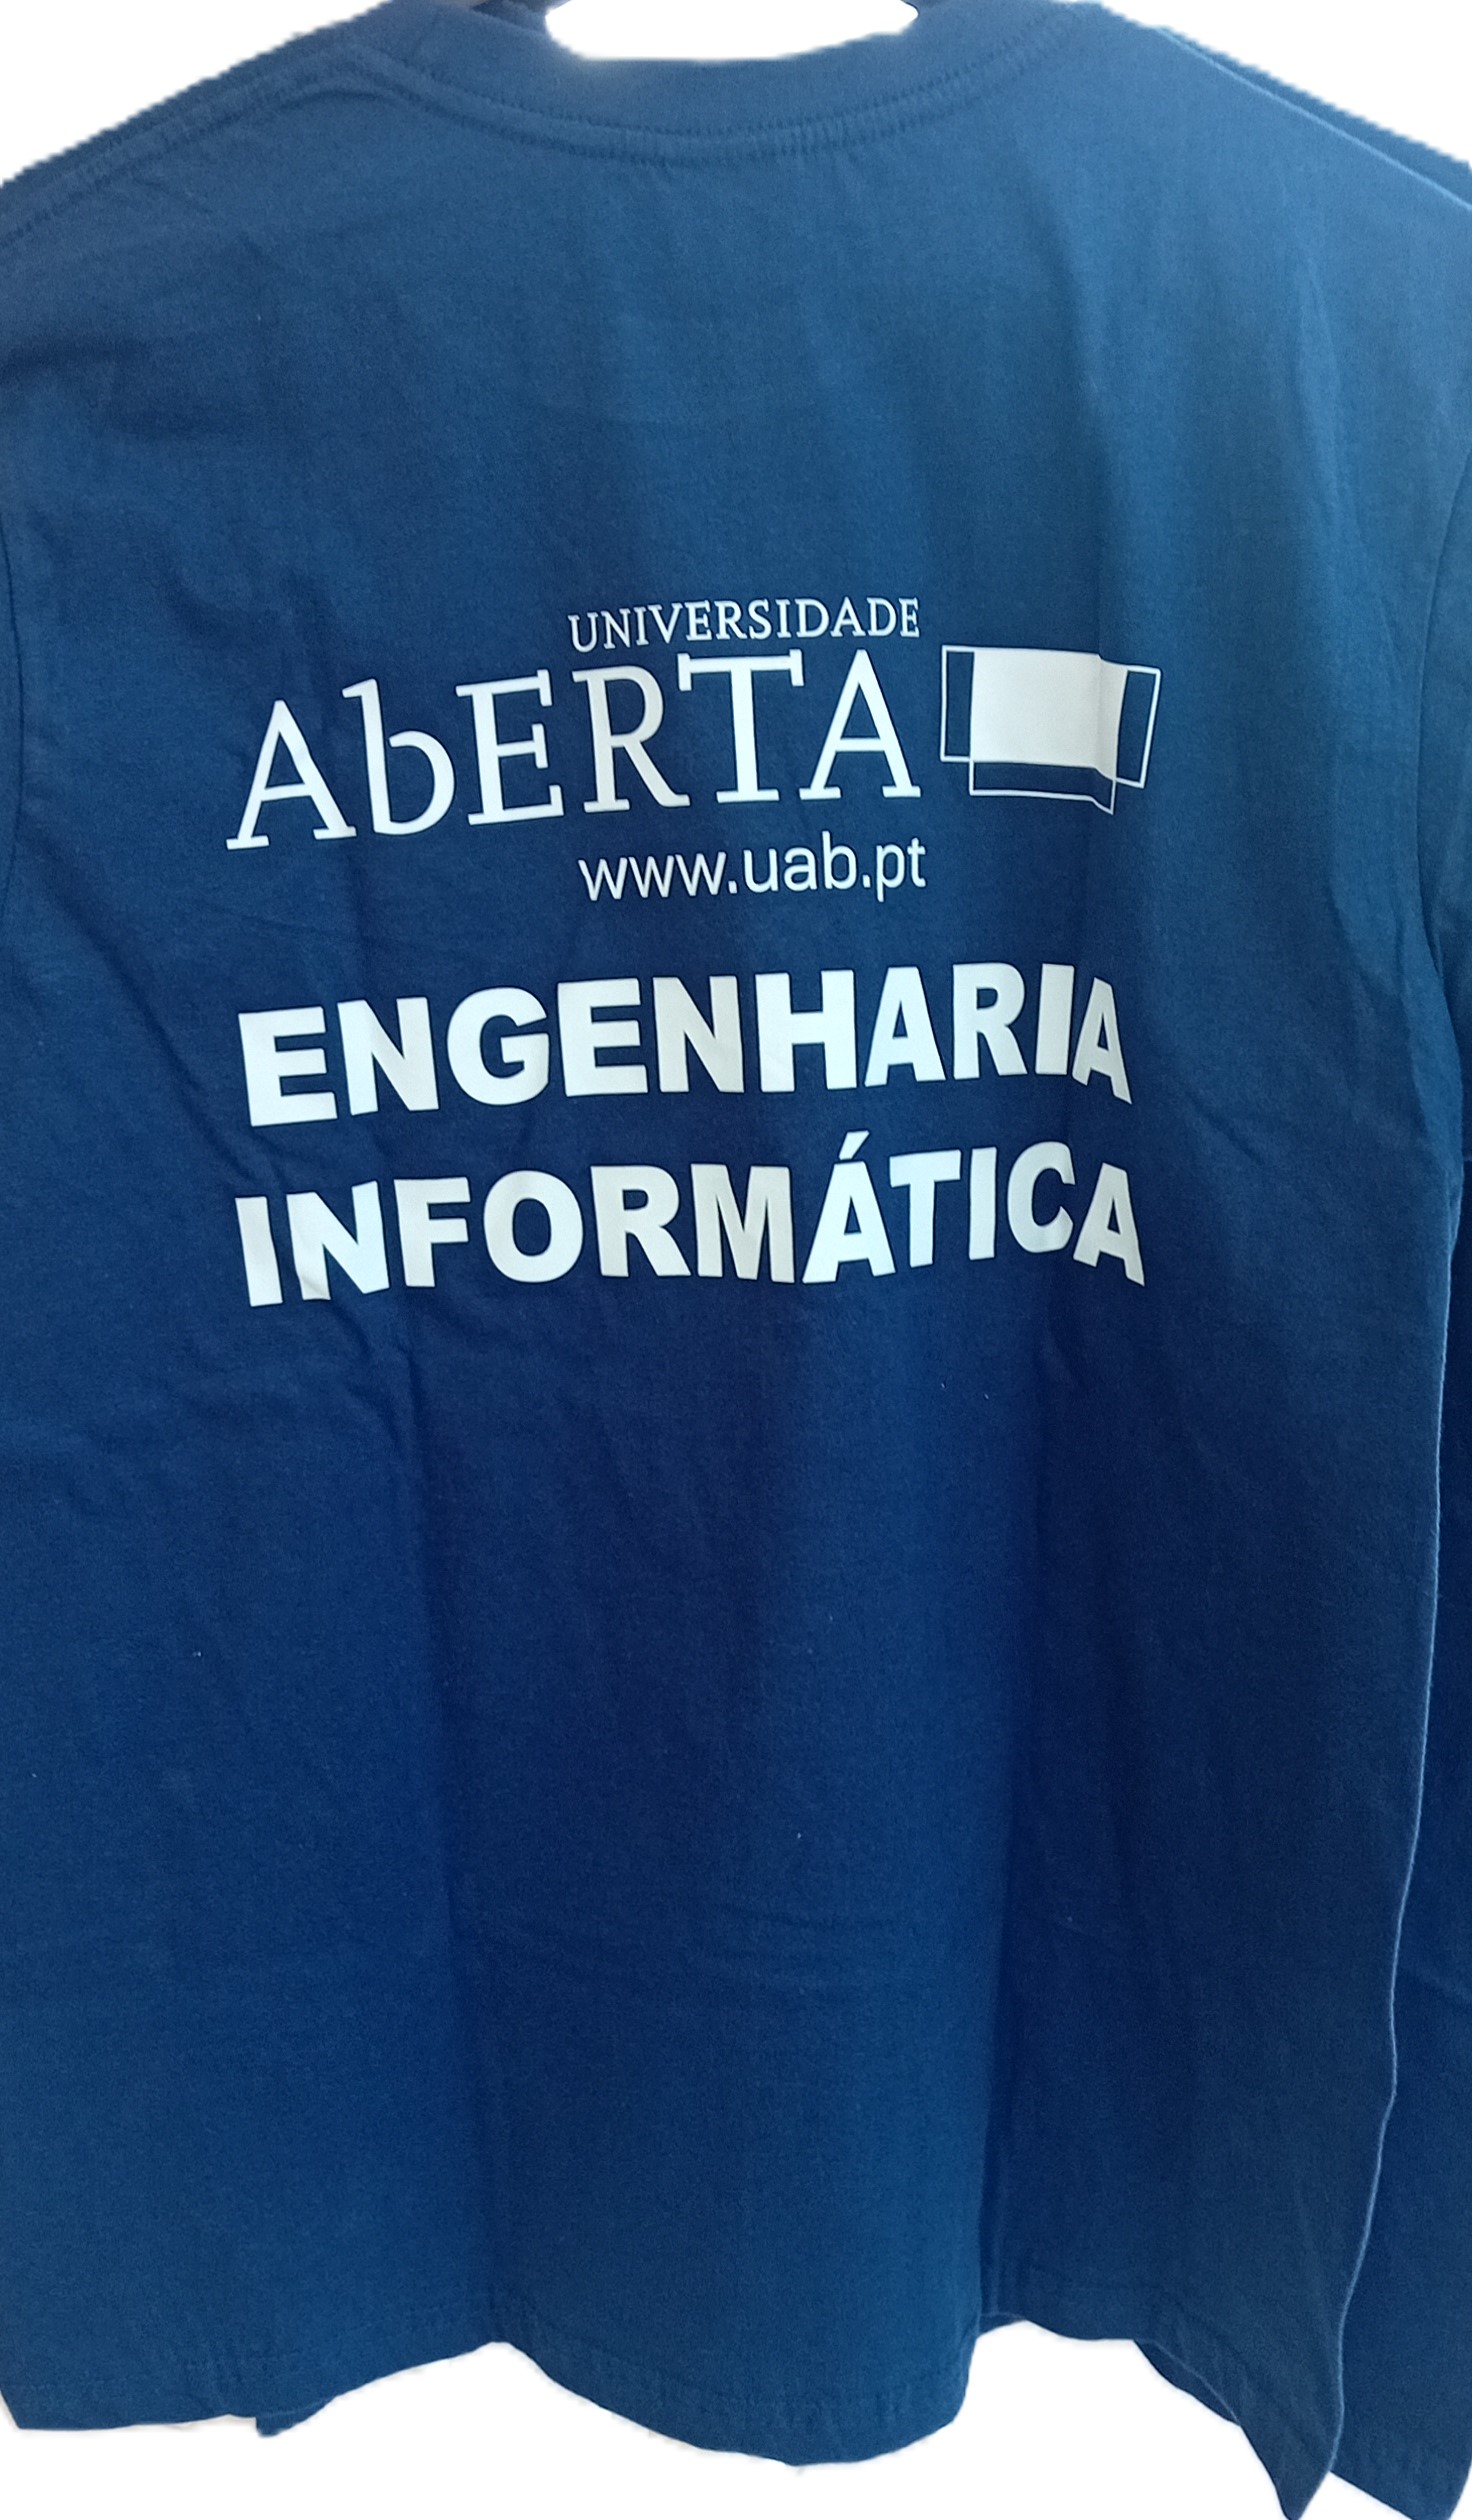 UNIVERSIDADE
AbERTA
www.uab.pt
ENGENHARIA
INFORMÁTICA